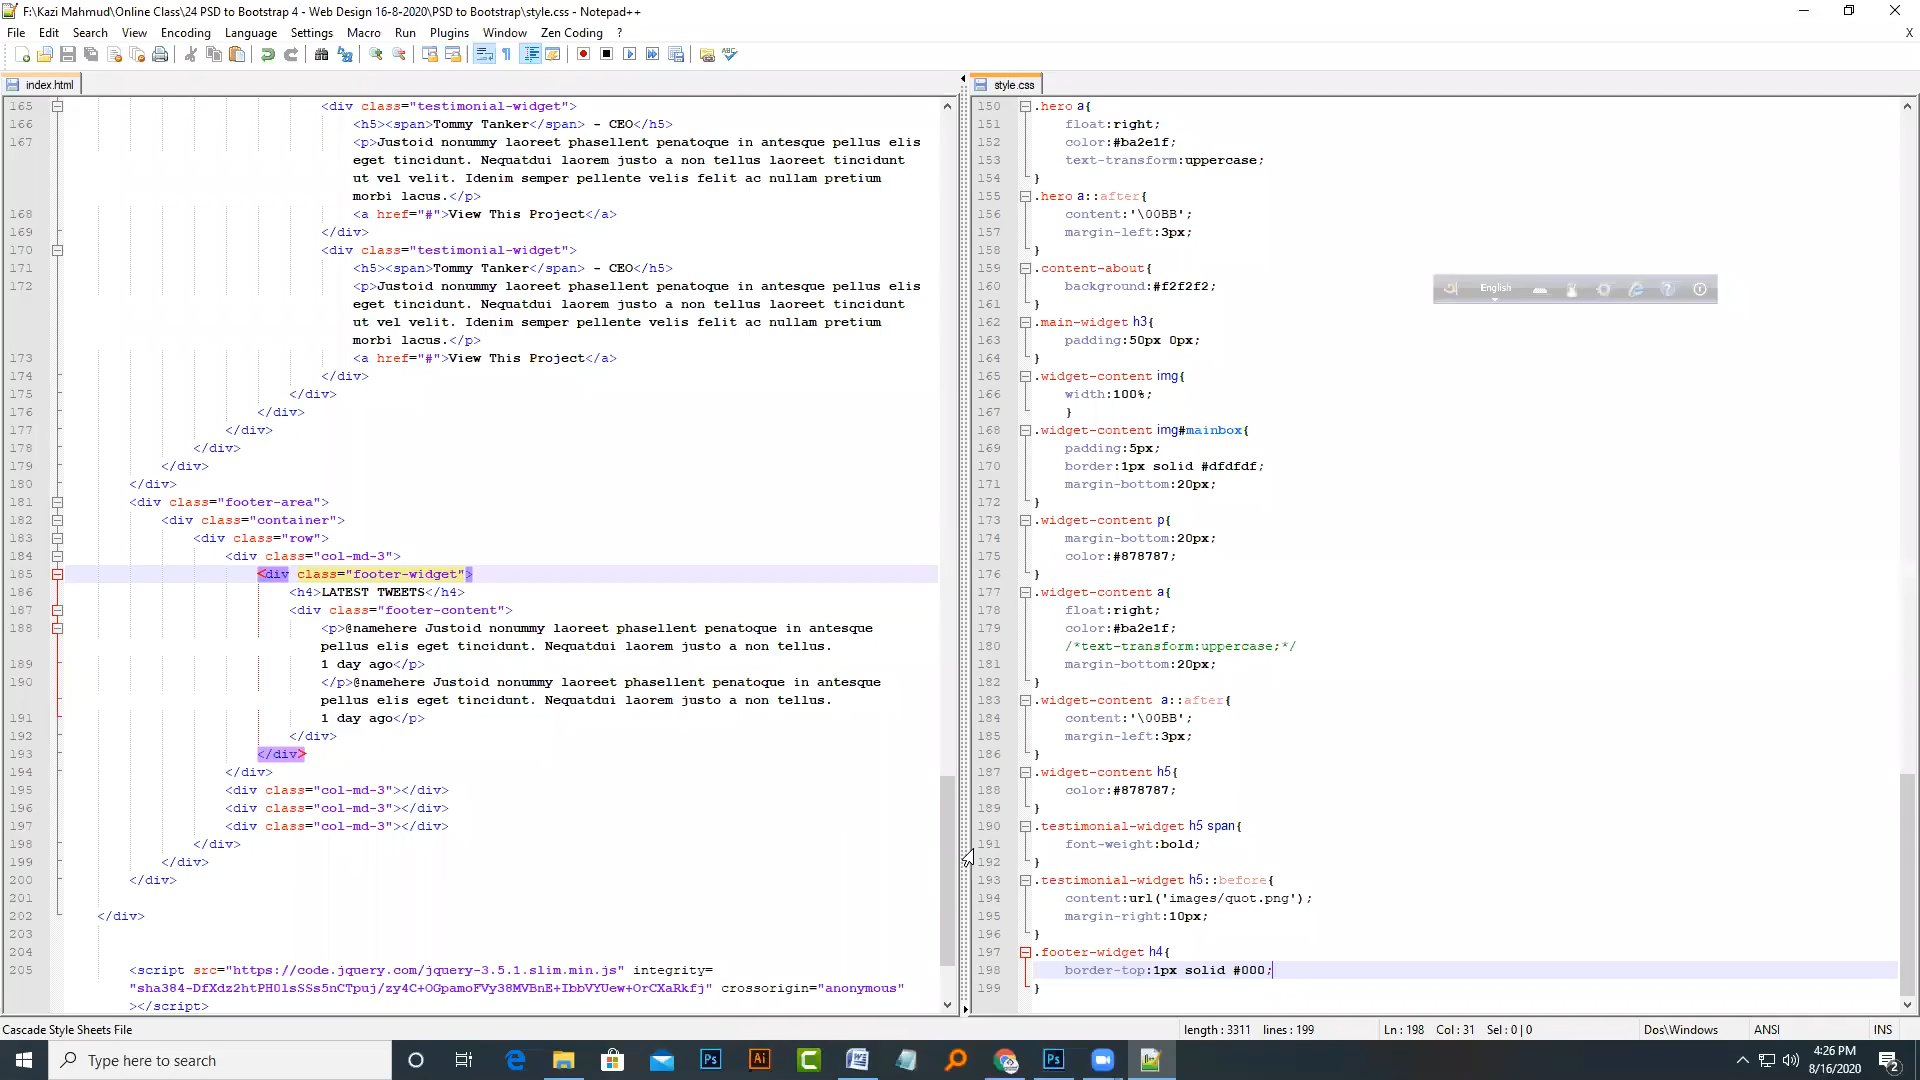 F:\Kazi Mahmud\Online Class\24 PSD to Bootstrap 4 - Web Design 16-8-2020\PSD to Bootstrap\style.css - Notepad++
File Edit Search View Encoding Language Settings Macro Run Plugins Window Zen Coding ? X
index.html
165 <div class="testimonial-widget">
166 <h5><span>Tommy Tanker</span> - CEO</h5>
167 <p>Justoid nonummy laoreet phasellent penatoque in antesque pellus elis
eget tincidunt. Nequatdui laorem justo a non tellus laoreet tincidunt
ut vel velit. Idenim semper pellente velis felit ac nullam pretium
morbi lacus.</p>
168 <a href="#">View This Project</a>
169 </div>
170 <div class="testimonial-widget">
171 <h5><span>Tommy Tanker</span> - CEO</h5>
172 <p>Justoid nonummy laoreet phasellent penatoque in antesque pellus elis
eget tincidunt. Nequatdui laorem justo a non tellus laoreet tincidunt
ut vel velit. Idenim semper pellente velis felit ac nullam pretium
morbi lacus.</p>
173 <a href="#">View This Project</a>
174 </div>
175 </div>
176 </div>
177 </div>
178 </div>
179 </div>
180 </div>
181 <div class="footer-area">
182 <div class="container">
183 <div class="row">
184 <div class="col-md-3">
185 <div class="footer-widget">
186 <h4>LATEST TWEETS</h4>
187 <div class="footer-content">
188 <p>@namehere Justoid nonummy laoreet phasellent penatoque in antesque
pellus elis eget tincidunt. Nequatdui laorem justo a non tellus.
189 1 day ago</p>
190 </p>@namehere Justoid nonummy laoreet phasellent penatoque in antesque
pellus elis eget tincidunt. Nequatdui laorem justo a non tellus.
191 1 day ago</p>
192 </div>
193 </div>
194 </div>
195 <div class="col-md-3"></div>
196 <div class="col-md-3"></div>
197 <div class="col-md-3"></div>
198 </div>
199 </div>
200 </div>
201
202 </div>
203
204
205 <script src="https://code.jquery.com/jquery-3.5.1.slim.min.js" integrity=
"sha384-DfXdz2htPH0lsSSs5nCTpuj/zy4C+OGpamoFVy38MVBnE+IbbVYUew+OrCXaRkfj" crossorigin="anonymous"
></script>
style.css
150 .hero a{
151 float:right;
152 color:#ba2e1f;
153 text-transform:uppercase;
154 }
155 .hero a::after{
156 content:'\00BB';
157 margin-left:3px;
158 }
159 .content-about{
160 background:#f2f2f2;
161 }
162 .main-widget h3{
163 padding:50px 0px;
164 }
165 .widget-content img{
166 width:100%;
167 }
168 .widget-content img#mainbox{
169 padding:5px;
170 border:1px solid #dfdfdf;
171 margin-bottom:20px;
172 }
173 .widget-content p{
174 margin-bottom:20px;
175 color:#878787;
176 }
177 .widget-content a{
178 float:right;
179 color:#ba2e1f;
180 /*text-transform:uppercase;*/
181 margin-bottom:20px;
182 }
183 .widget-content a::after{
184 content:'\00BB';
185 margin-left:3px;
186 }
187 .widget-content h5{
188 color:#878787;
189 }
190 .testimonial-widget h5 span{
191 font-weight:bold;
192 }
193 .testimonial-widget h5::before{
194 content:url('images/quot.png');
195 margin-right:10px;
196 }
197 .footer-widget h4{
198 border-top:1px solid #000;
199 }
English
Cascade Style Sheets File length : 3311 lines : 199 Ln : 198 Col : 31 Sel : 0 | 0 Dos\Windows ANSI INS
Type here to search
4:26 PM
8/16/2020
2